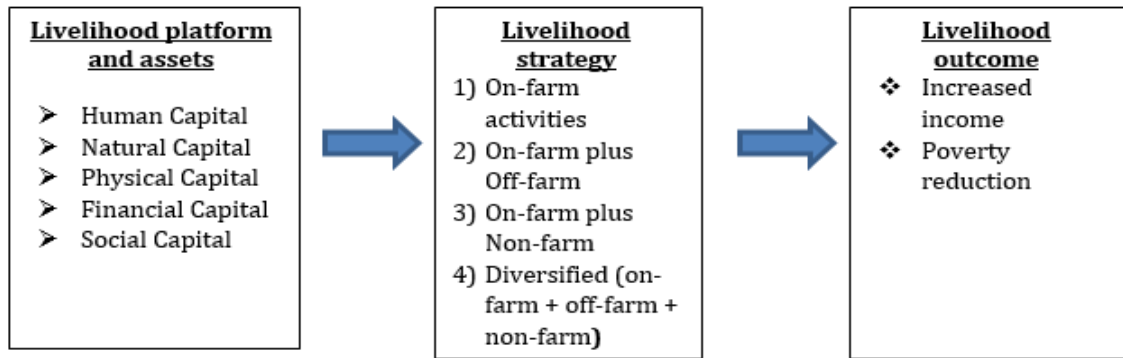 Livelihood platform
and assets
➢ Human Capital
➢ Natural Capital
➢ Physical Capital
➢ Financial Capital
➢ Social Capital
Livelihood
strategy
1) On-farm
activities
2) On-farm plus
Off-farm
3) On-farm plus
Non-farm
4) Diversified (on-
farm + off-farm +
non-farm)
Livelihood
outcome
❖ Increased
income
❖ Poverty
reduction